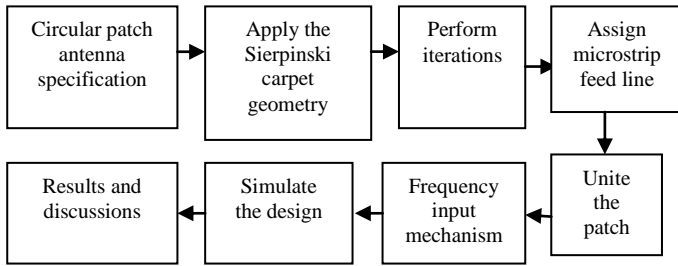 Circular patch
antenna
specification
Apply the
Sierpinski
carpet
geometry
Perform
iterations
Assign
microstrip
feed line
Unite
the
patch
Frequency
input
mechanism
Simulate
the design
Results and
discussions